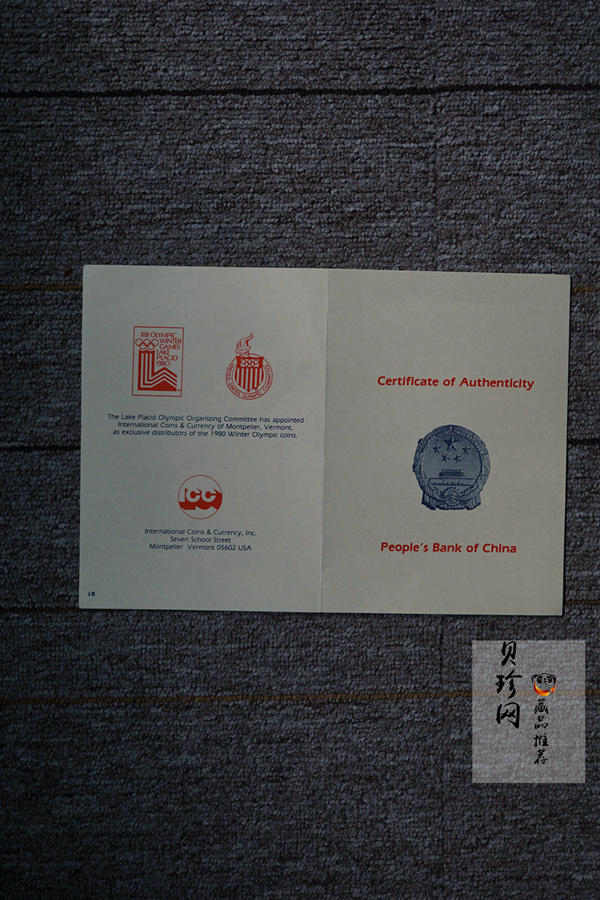 XIII OLYMPIC
WINTER
GAMES
LAKE
PLACID
1980
The Lake Placid Olympic Organizing Committee has appointed
International Coins & Currency of Montpelier, Vermont,
as exclusive distributors of the 1980 Winter Olympic coins.
ICC
International Coins & Currency, Inc.
Seven School Street
Montpelier Vermont 05602 USA
1B
Certificate of Authenticity
People's Bank of China
贝珍网
藏品推荐